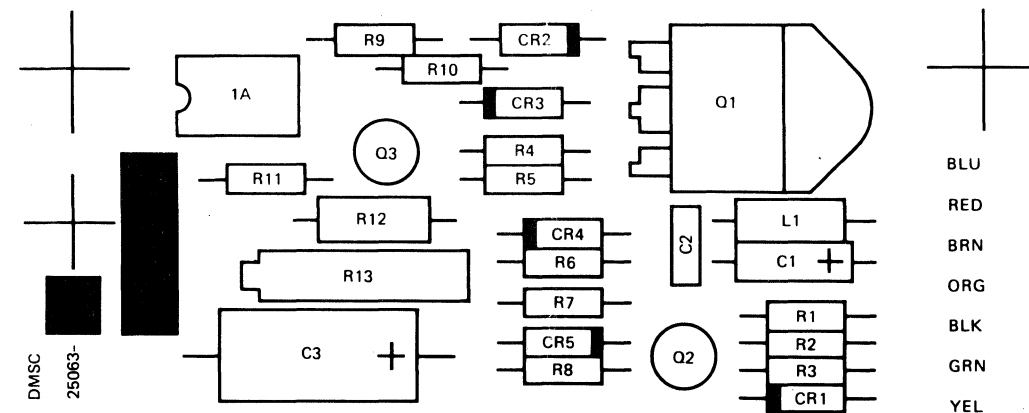 R9
CR2
R10
1A
CR3
Q1
Q3
R4
R5
R11
BLU
RED
R12
L1
CR4
C2
BRN
R6
C1
R13
ORG
R7
R1
BLK
CR5
R2
C3
Q2
R8
R3
GRN
CR1
YEL
DMSC
25063-